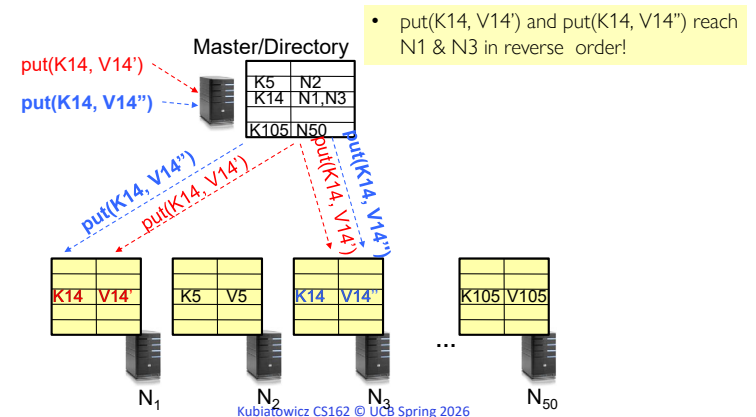 • put(K14, V14’) and put(K14, V14’’) reach
N1 & N3 in reverse order!
Master/Directory
put(K14, V14’)
put(K14, V14’’)
K5 N2
K14 N1,N3
K105 N50
put(K14, V14’’)
put(K14, V14’)
put(K14, V14’)
put(K14, V14’’)
K14 V14’
K5 V5
K14 V14’’
K105 V105
...
N1
N2
N3
N50
Kubiatowicz CS162 © UCB Spring 2026